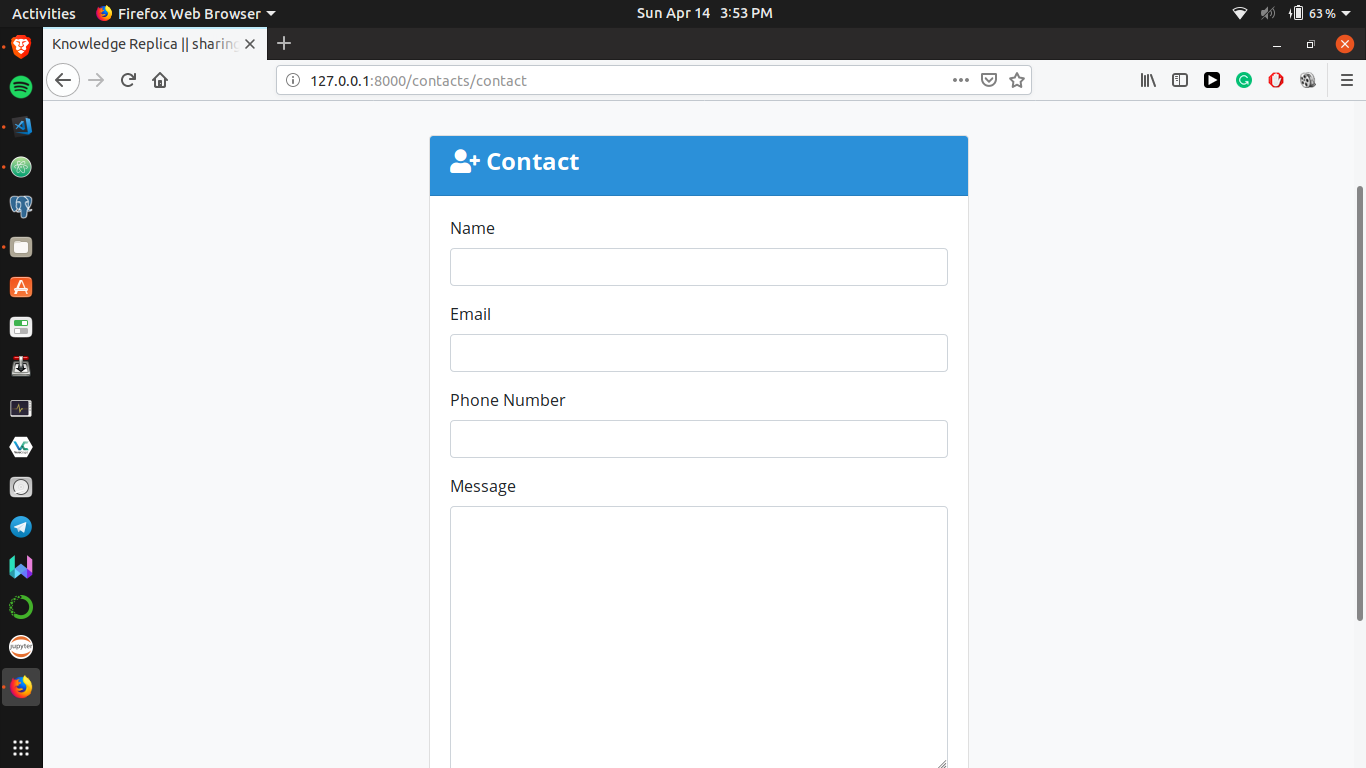 Activities Firefox Web Browser Sun Apr 14 3:53 PM 63 %
Knowledge Replica || sharing
127.0.0.1:8000/contacts/contact
Contact
Name
Email
Phone Number
Message
jupyter